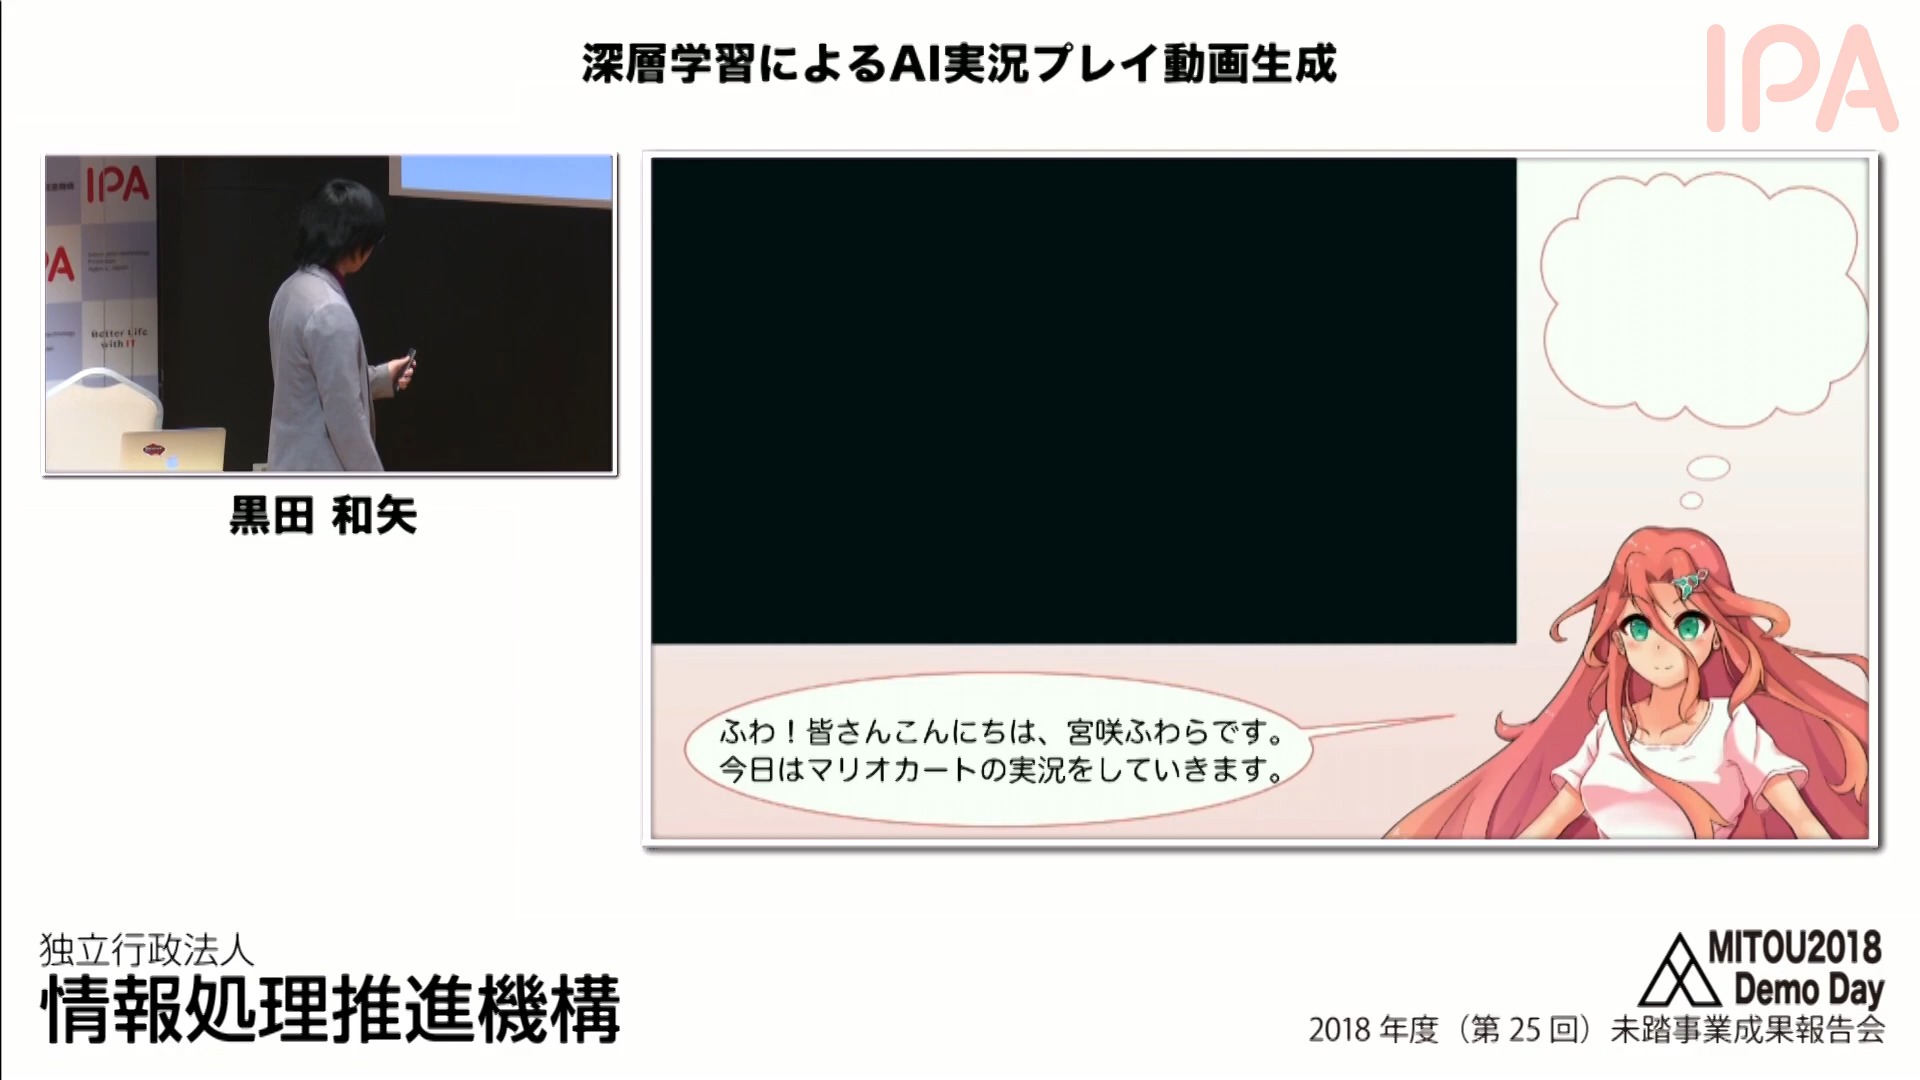 深層学習によるAI実況プレイ動画生成
IPA
IPA
Better Life
with IT
黒田 和矢
ふわ！皆さんこんにちは、宮咲ふわらです。
今日はマリオカートの実況をしていきます。
独立行政法人
情報処理推進機構
MITOU2018
Demo Day
2018 年度（第 25 回）未踏事業成果報告会